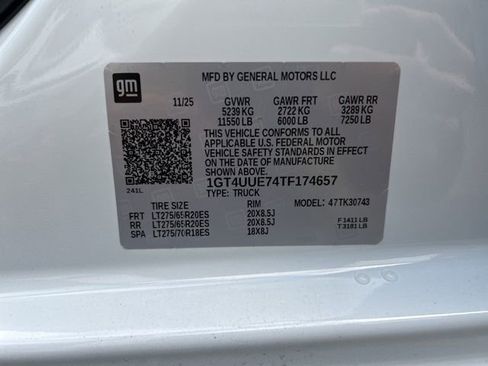 gm
MFD BY GENERAL MOTORS LLC
11/25 GVWR GAWR FRT GAWR RR
5239 KG 2722 KG 3289 KG
11550 LB 6000 LB 7250 LB
THIS VEHICLE CONFORMS TO ALL
APPLICABLE U.S. FEDERAL MOTOR
VEHICLE SAFETY STANDARDS IN EFFECT
ON THE DATE OF MANUFACTURE
SHOWN ABOVE.
1GT4UUE74TF174657
241L TYPE: TRUCK
TIRE SIZE RIM MODEL: 47TK30743
FRT LT275/65R20ES 20X8.5J F:1411 LB
RR LT275/65R20ES 20X8.5J T:3181 LB
SPA LT275/70R18ES 18X8J